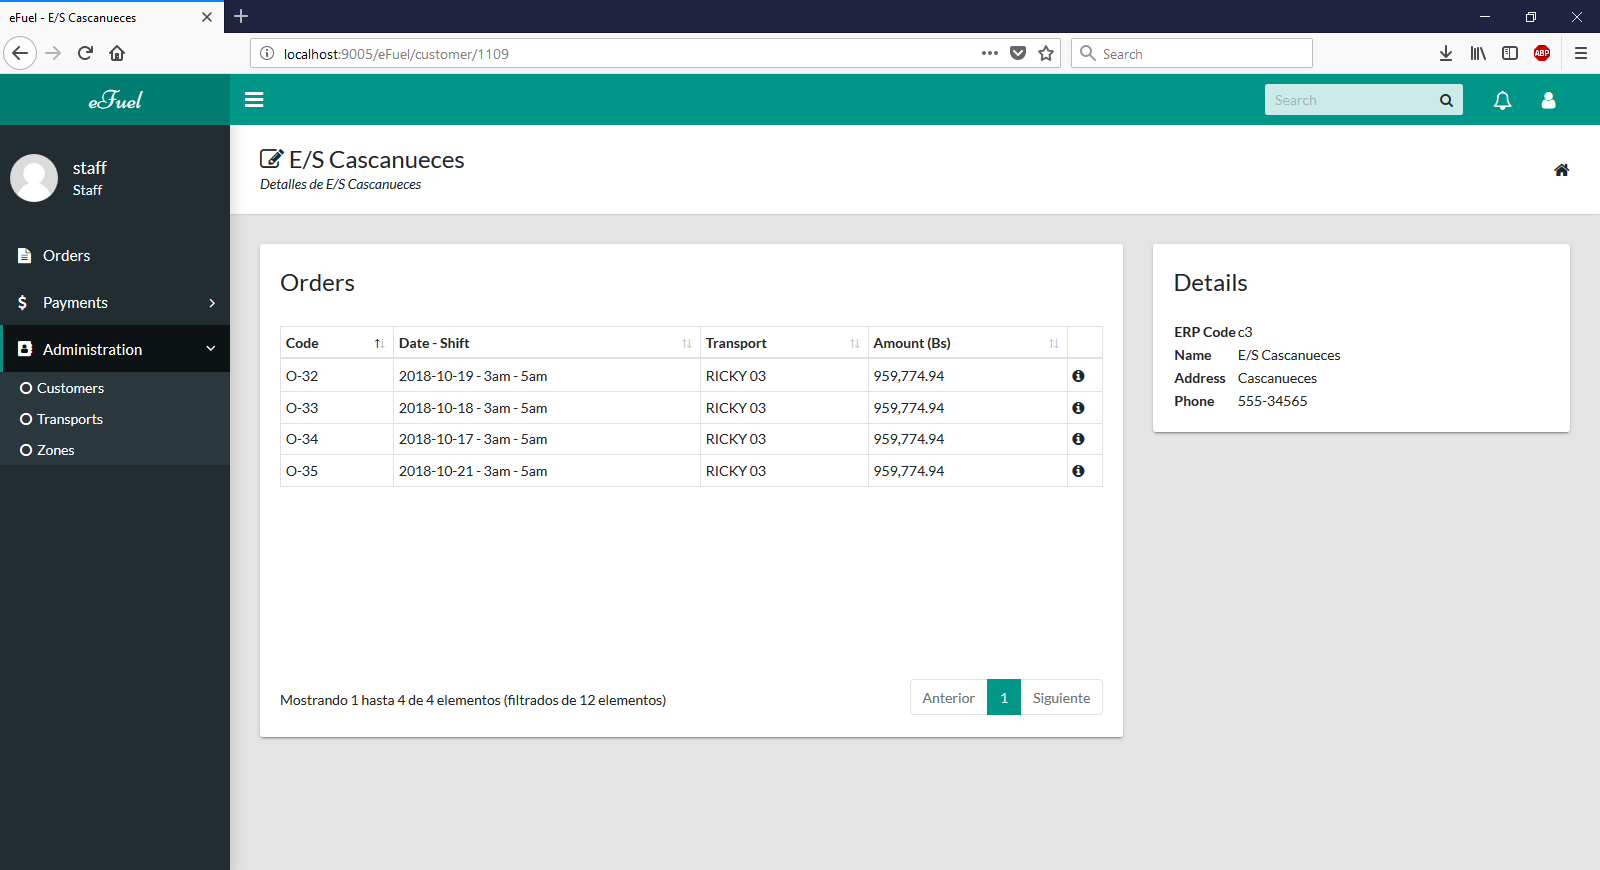 eFuel - E/S Cascanueces
localhost:9005/eFuel/customer/1109
Search
eFuel
Search
staff
Staff
Orders
Payments
Administration
Customers
Transports
Zones
E/S Cascanueces
Detalles de E/S Cascanueces
Orders
Code Date - Shift Transport Amount (Bs)
O-32 2018-10-19 - 3am - 5am RICKY 03 959,774.94
O-33 2018-10-18 - 3am - 5am RICKY 03 959,774.94
O-34 2018-10-17 - 3am - 5am RICKY 03 959,774.94
O-35 2018-10-21 - 3am - 5am RICKY 03 959,774.94
Mostrando 1 hasta 4 de 4 elementos (filtrados de 12 elementos)
Anterior 1 Siguiente
Details
ERP Code c3
Name E/S Cascanueces
Address Cascanueces
Phone 555-34565
ABP